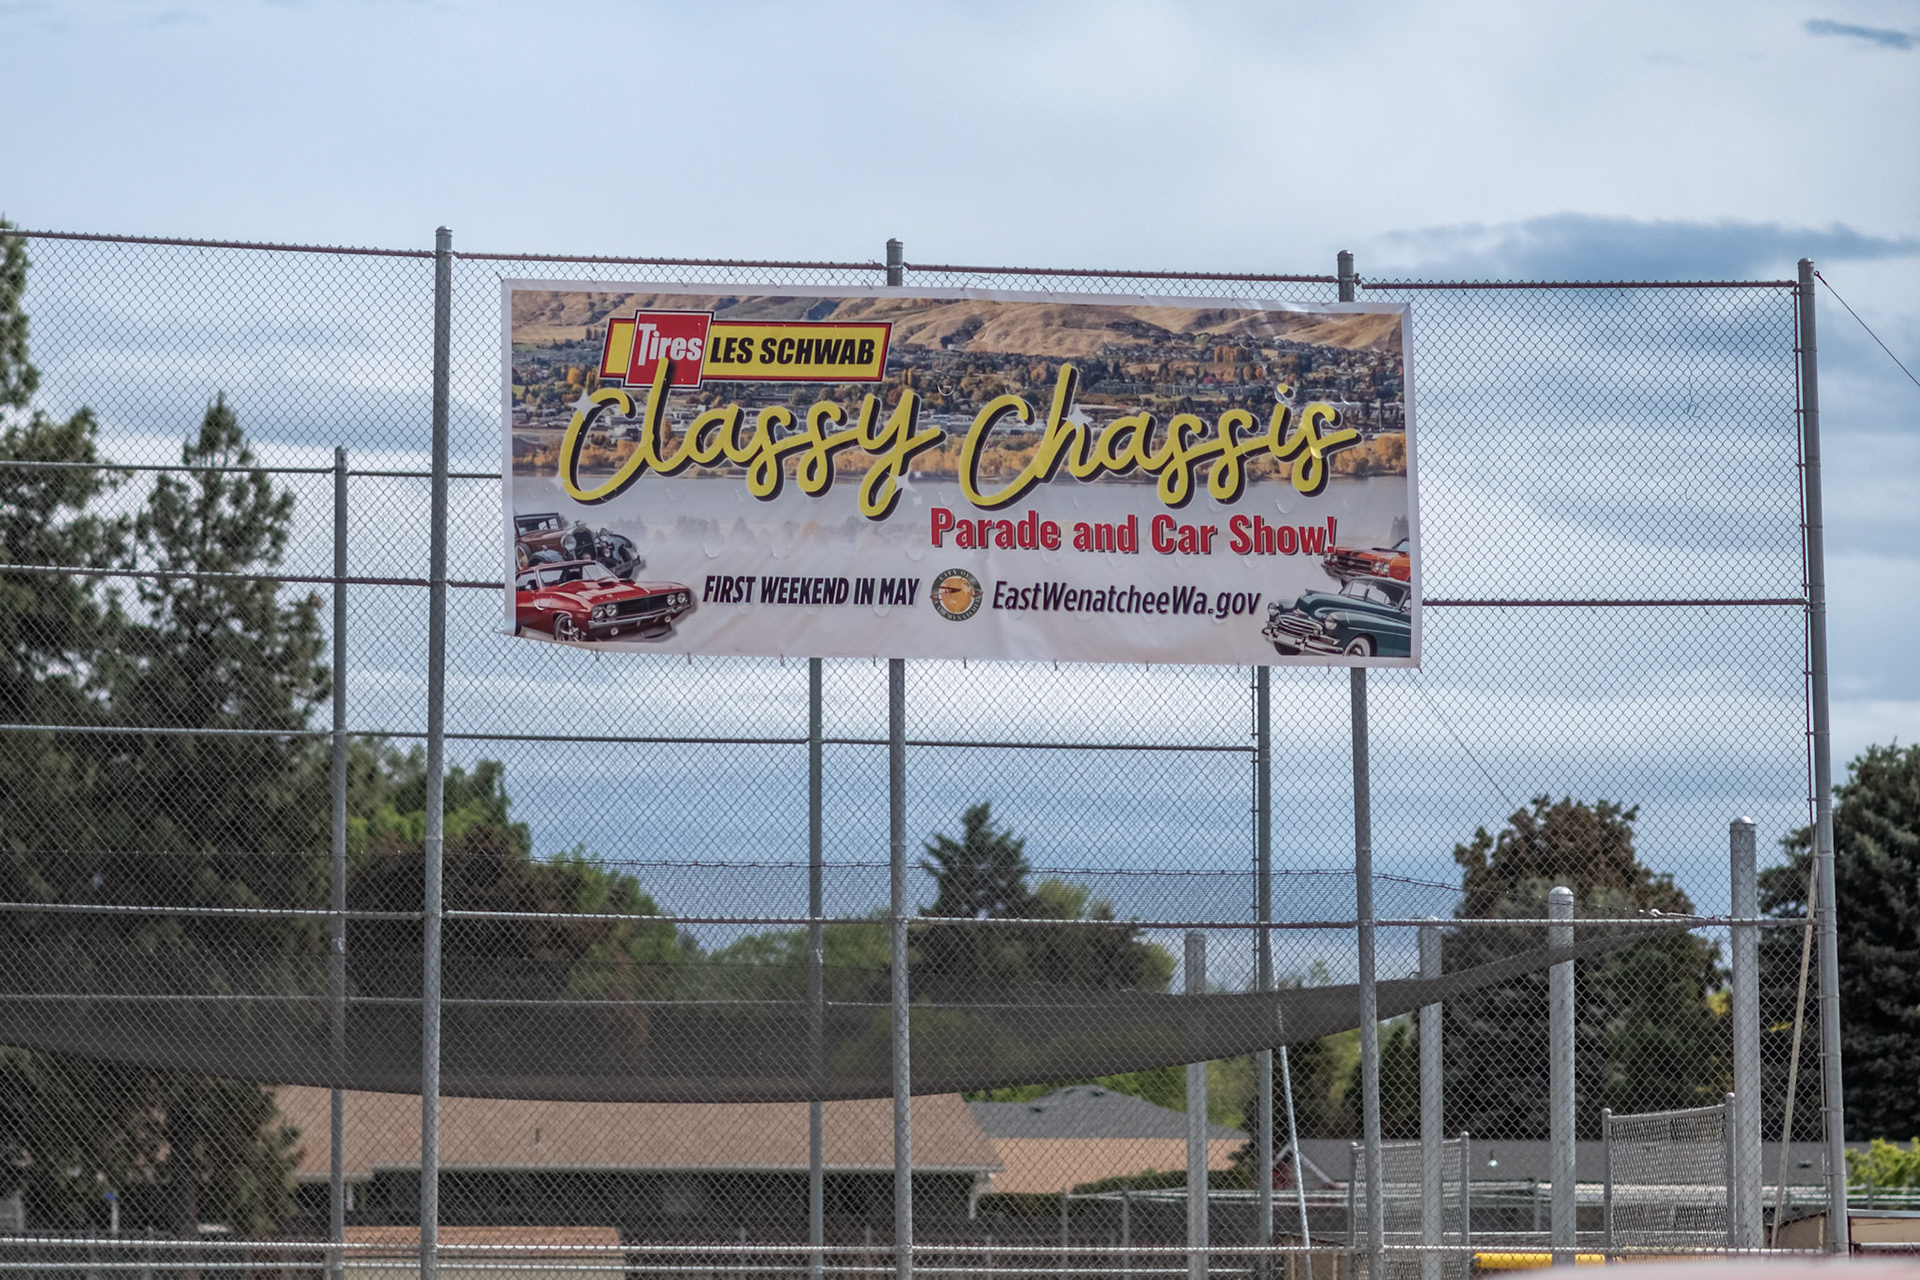 Tires LES SCHWAB
Classy Chassis
Parade and Car Show!
FIRST WEEKEND IN MAY
EastWenatcheeWa.gov